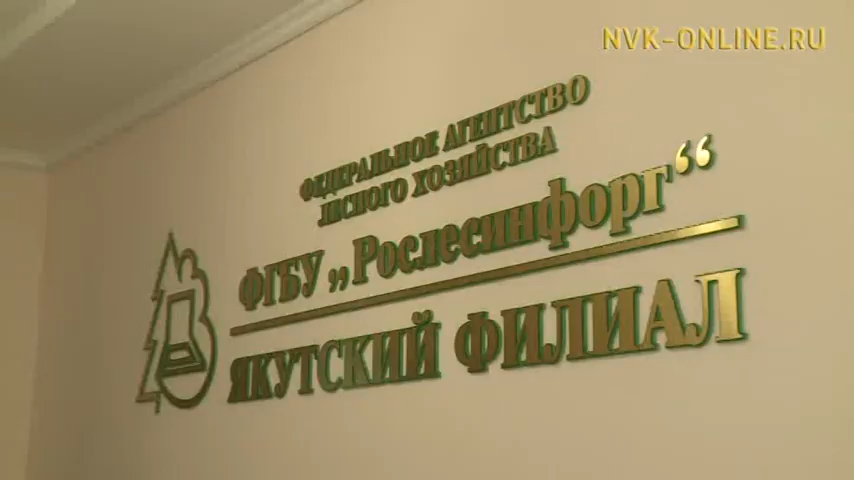 NVK-ONLINE.RU
ФЕДЕРАЛЬНОЕ АГЕНТСТВО
ЛЕСНОГО ХОЗЯЙСТВА
ФГБУ „Рослесинфорг“
ЯКУТСКИЙ ФИЛИАЛ